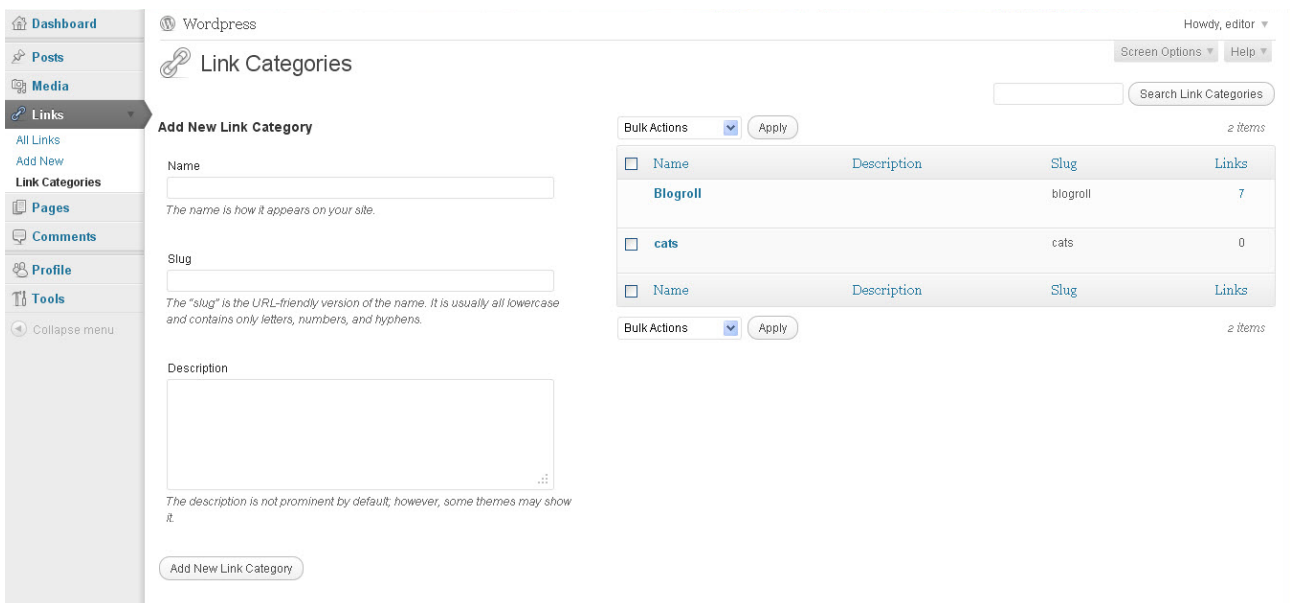 Dashboard
Posts
Media
Links
All Links
Add New
Link Categories
Pages
Comments
Profile
Tools
Collapse menu
Wordpress
Howdy, editor
Screen Options
Help
Link Categories
Search Link Categories
Add New Link Category
Name
The name is how it appears on your site.
Slug
The "slug" is the URL-friendly version of the name. It is usually all lowercase
and contains only letters, numbers, and hyphens.
Description
The description is not prominent by default; however, some themes may show
it.
Add New Link Category
Bulk Actions Apply 2 items
Name Description Slug Links
Blogroll blogroll 7
cats cats 0
Name Description Slug Links
Bulk Actions Apply 2 items